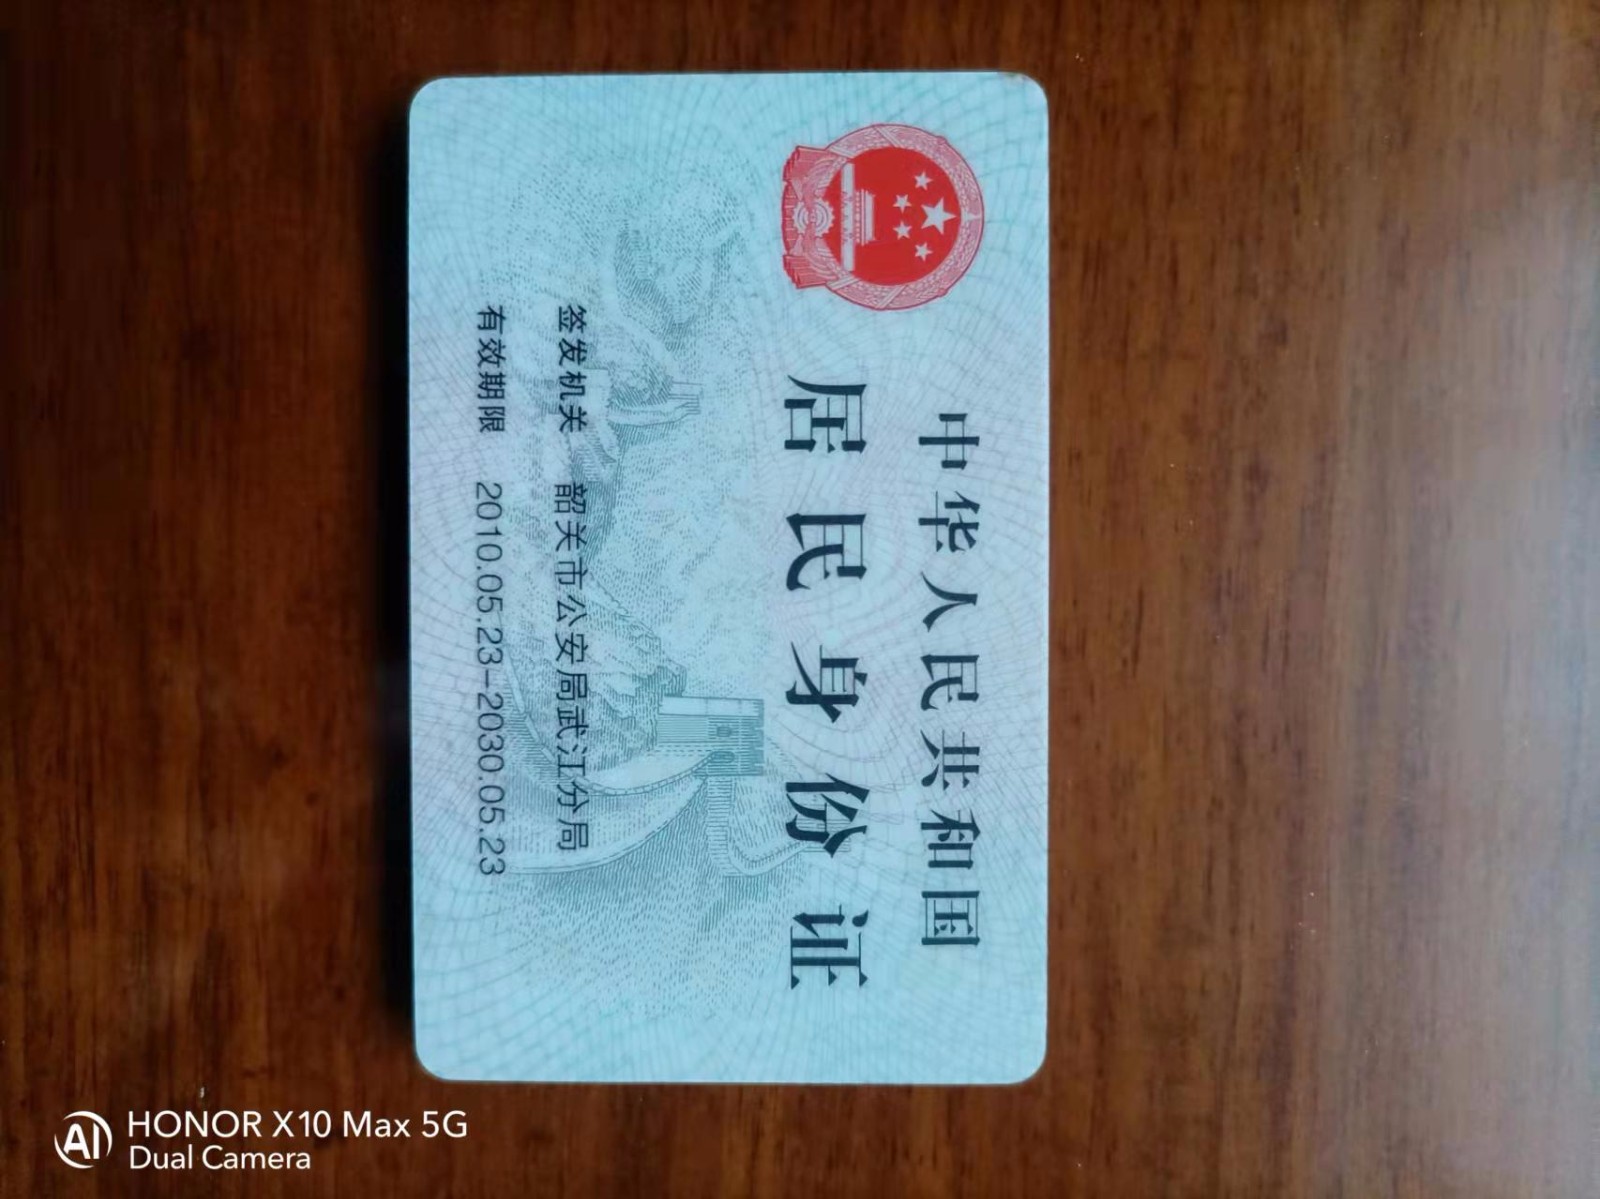 中华人民共和国
居民身份证
签发机关 韶关市公安局武江分局
有效期限 2010.05.23-2030.05.23
AI HONOR X10 Max 5G
Dual Camera